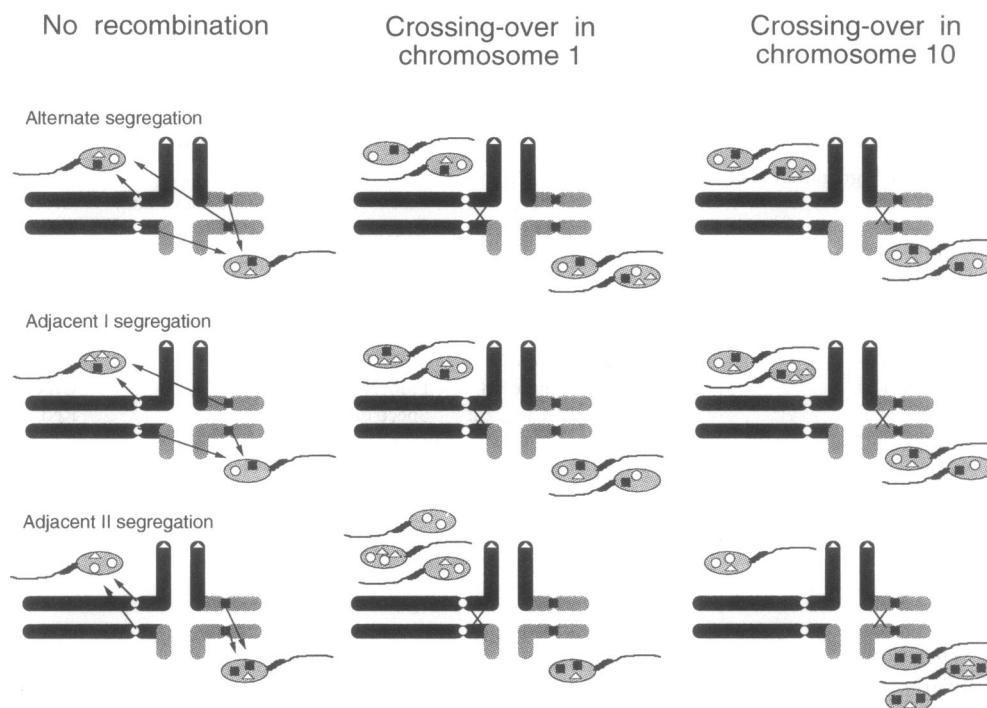 No recombination
Crossing-over in
chromosome 1
Crossing-over in
chromosome 10
Alternate segregation
Adjacent I segregation
Adjacent II segregation